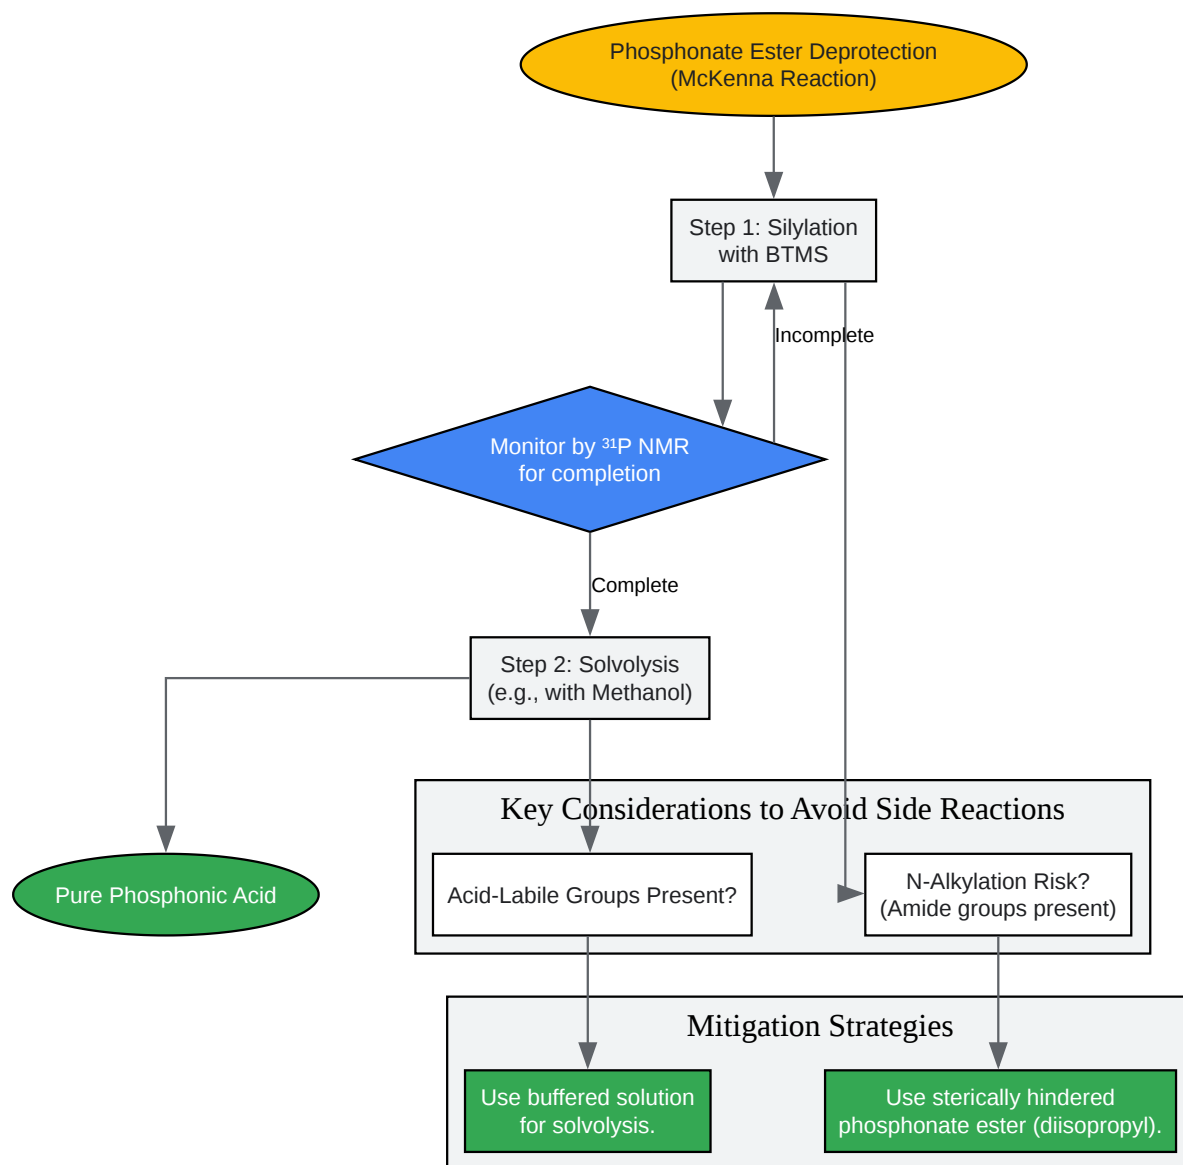 Phosphonate Ester Deprotection
(McKenna Reaction)
Step 1: Silylation
with BTMS
Incomplete
Monitor by ³¹P NMR
for completion
Complete
Step 2: Solvolysis
(e.g., with Methanol)
Key Considerations to Avoid Side Reactions
Pure Phosphonic Acid
Acid-Labile Groups Present?
N-Alkylation Risk?
(Amide groups present)
Mitigation Strategies
Use buffered solution
for solvolysis.
Use sterically hindered
phosphonate ester (diisopropyl).